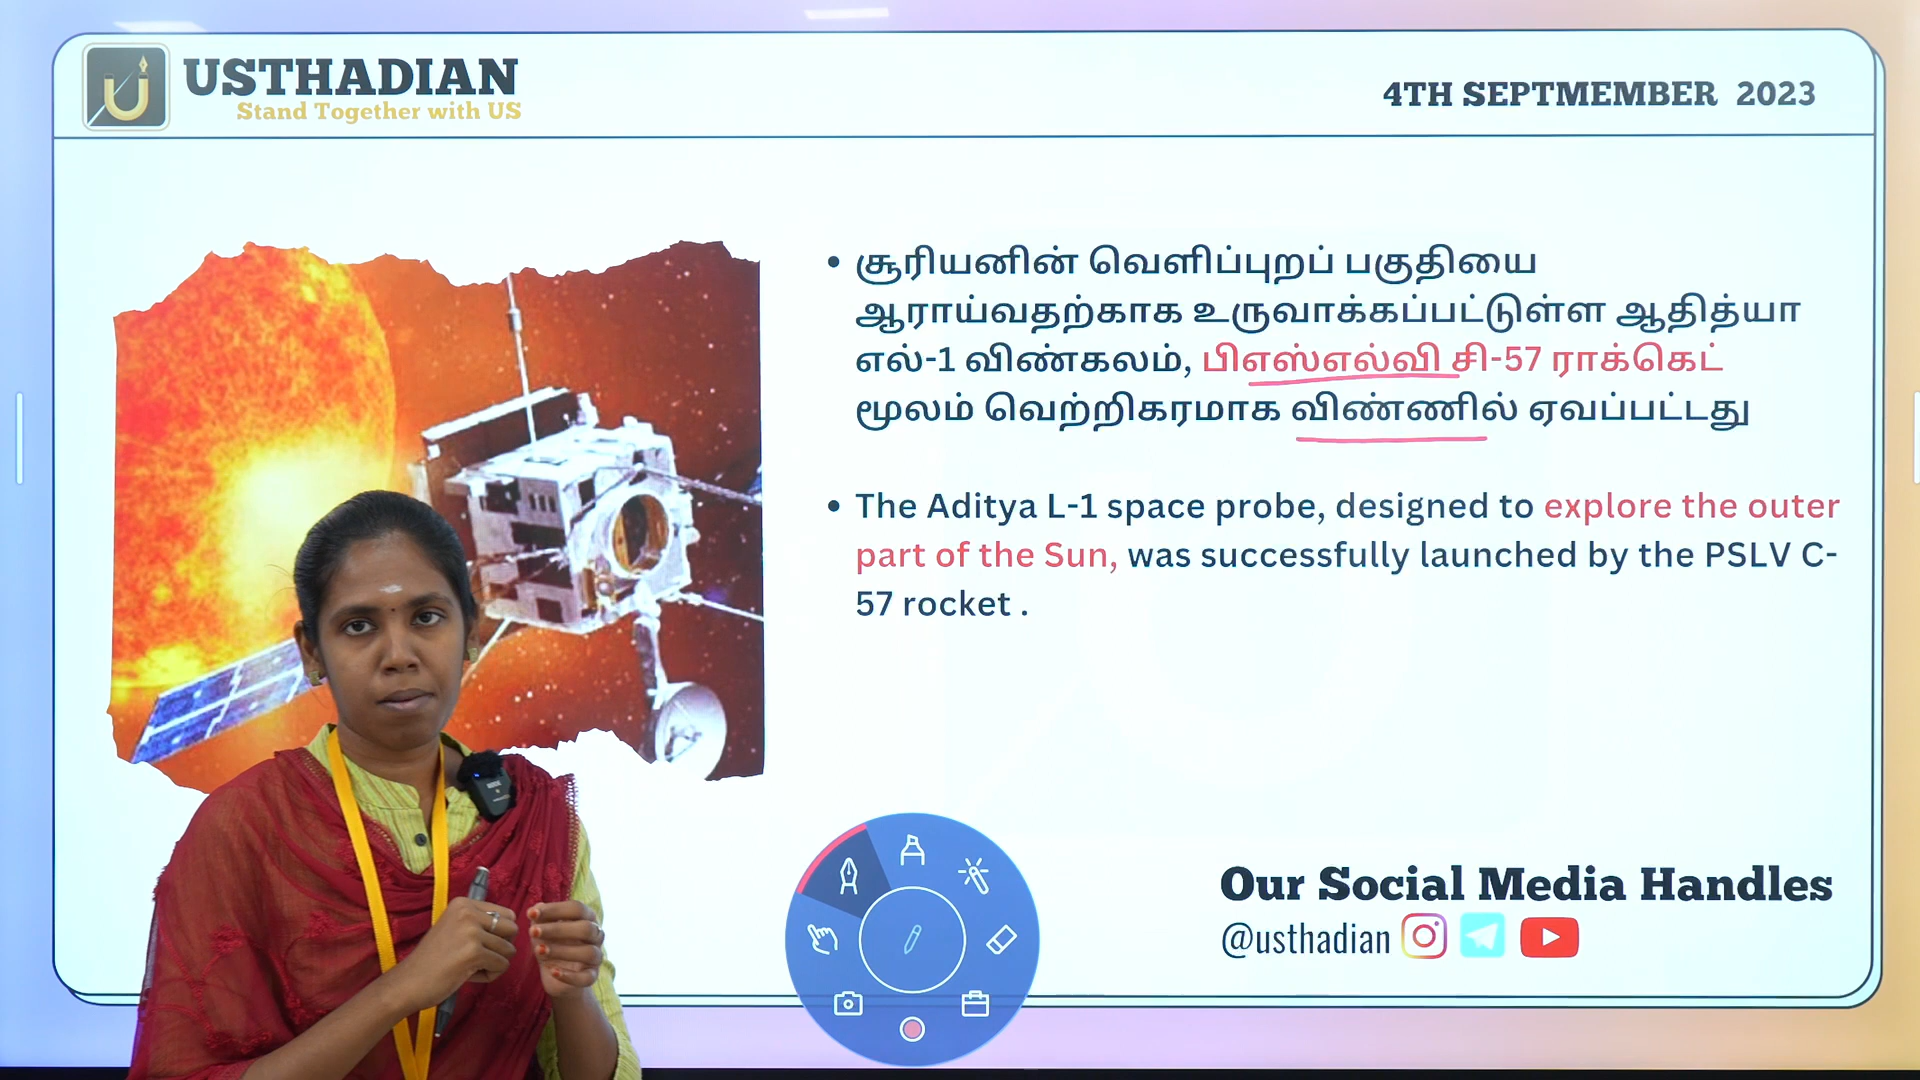 USTHADIAN
Stand Together with US
4TH SEPTMEMBER 2023
• சூரியனின் வெளிப்புறப் பகுதியை
ஆராய்வதற்காக உருவாக்கப்பட்டுள்ள ஆதித்யா
எல்-1 விண்கலம், பிஎஸ்எல்வி சி-57 ராக்கெட்
மூலம் வெற்றிகரமாக விண்ணில் ஏவப்பட்டது
• The Aditya L-1 space probe, designed to explore the outer
part of the Sun, was successfully launched by the PSLV C-
57 rocket .
Our Social Media Handles
@usthadian